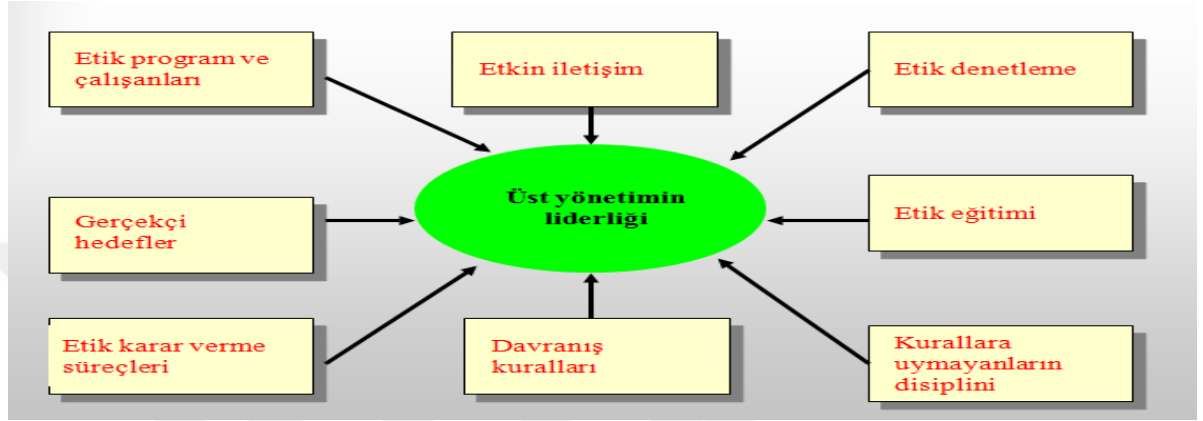 Etik program ve
çalışanları
Etkin iletişim
Etik denetleme
Üst yönetimin
liderliği
Gerçekçi
hedefler
Etik eğitimi
Etik karar verme
süreçleri
Davranış
kuralları
Kurallara
uymayanların
disiplini